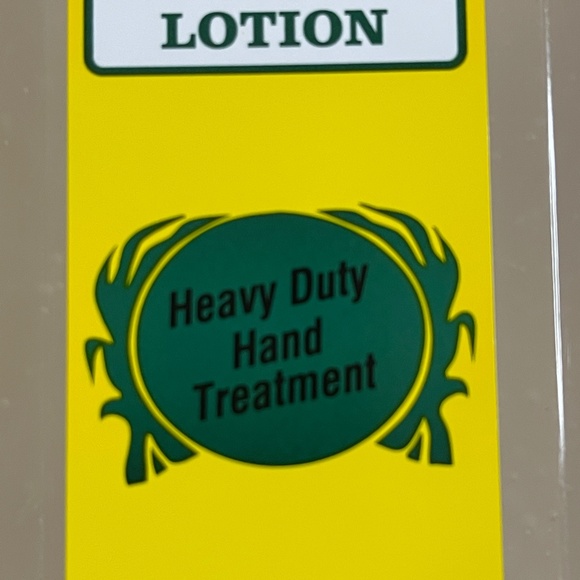 LOTION
Heavy Duty
Hand
Treatment